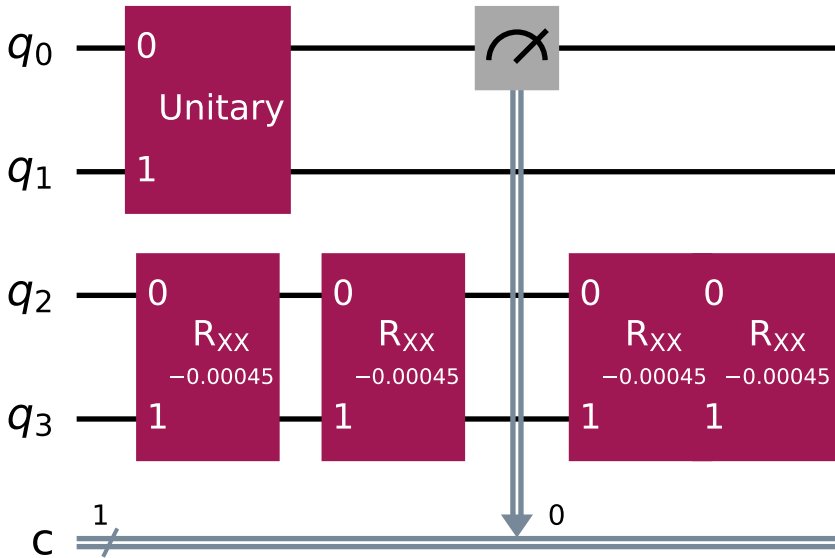 q0 0
Unitary
q1 1
q2 0 0 0 0
RXX RXX RXX RXX
−0.00045 −0.00045 −0.00045 −0.00045
q3 1 1 1 1
1 0
c